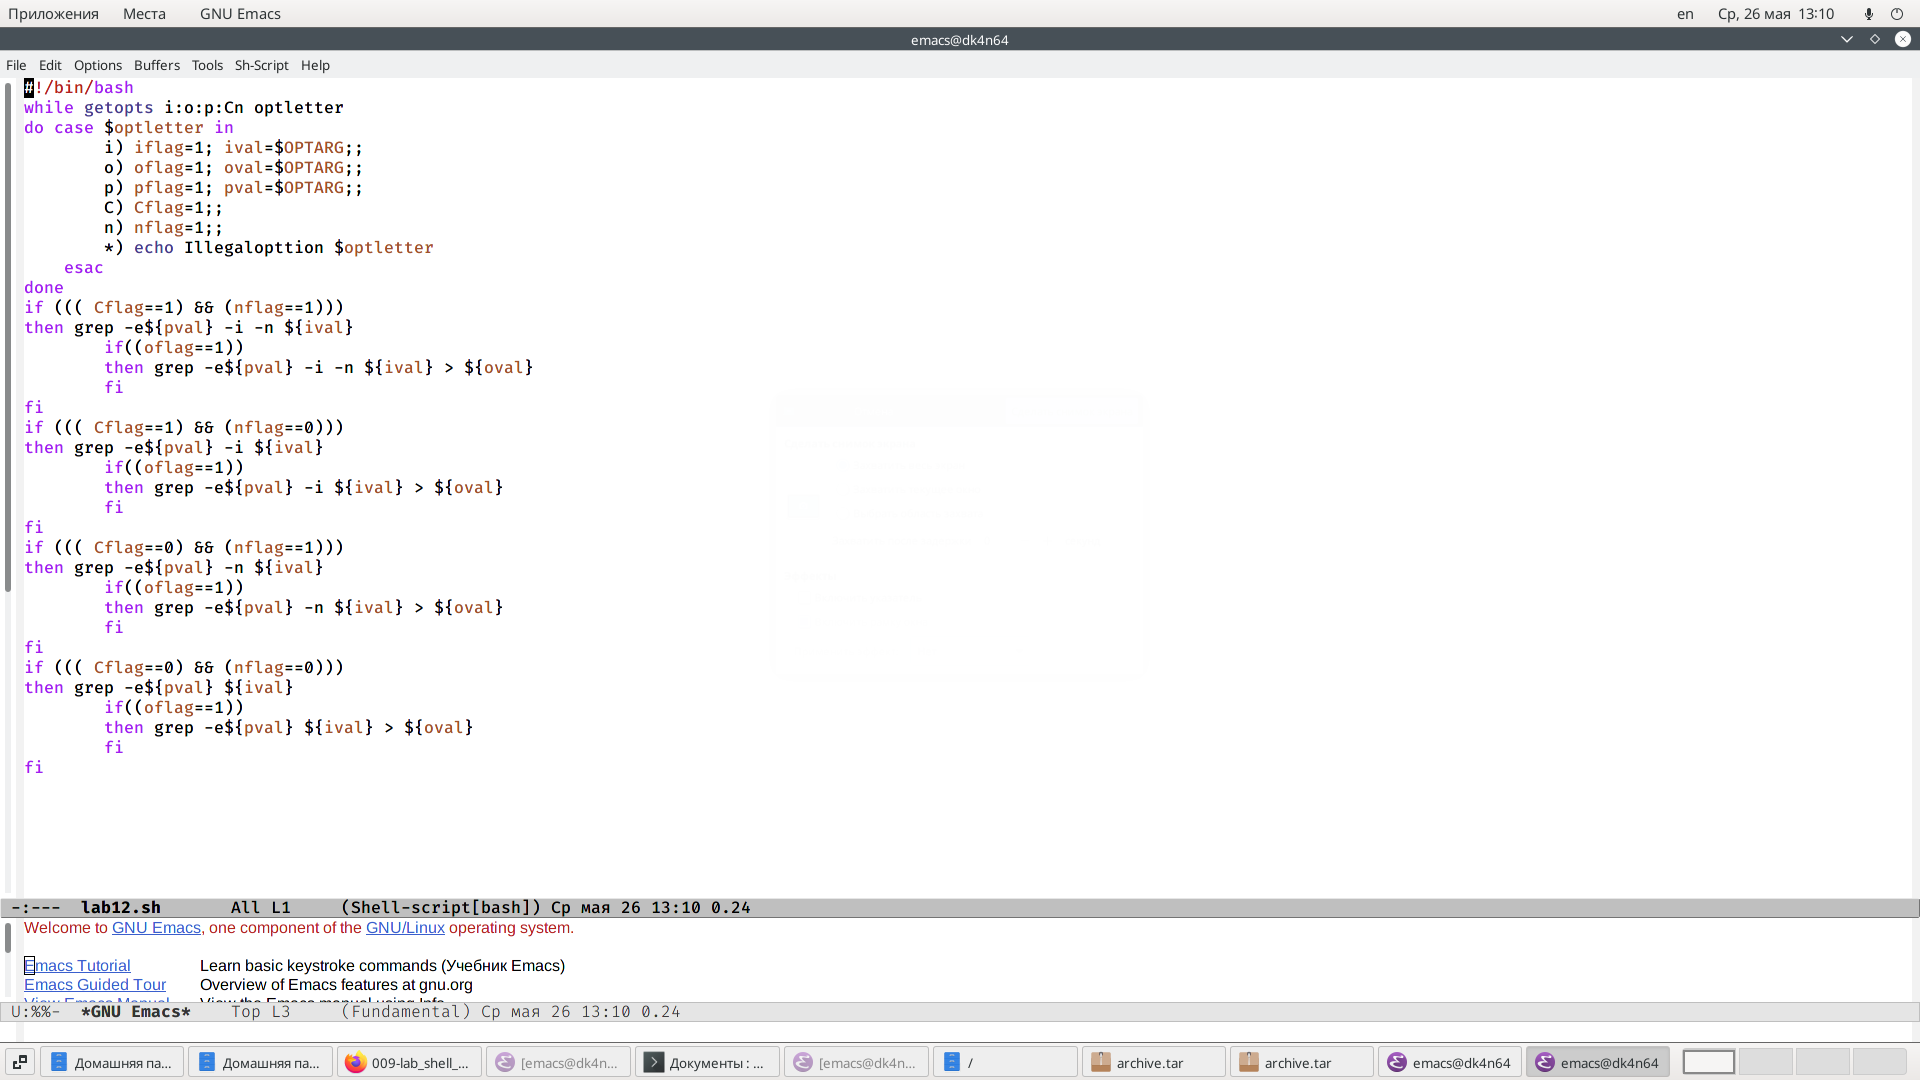 Приложения Места GNU Emacs en Ср, 26 мая 13:10
emacs@dk4n64
File Edit Options Buffers Tools Sh-Script Help
#!/bin/bash
while getopts i:o:p:Cn optletter
do case $optletter in
        i) iflag=1; ival=$OPTARG;;
        o) oflag=1; oval=$OPTARG;;
        p) pflag=1; pval=$OPTARG;;
        C) Cflag=1;;
        n) nflag=1;;
        *) echo Illegalopttion $optletter
    esac
done
if ((( Cflag==1) && (nflag==1)))
then grep -e${pval} -i -n ${ival}
        if((oflag==1))
        then grep -e${pval} -i -n ${ival} > ${oval}
        fi
fi
if ((( Cflag==1) && (nflag==0)))
then grep -e${pval} -i ${ival}
        if((oflag==1))
        then grep -e${pval} -i ${ival} > ${oval}
        fi
fi
if ((( Cflag==0) && (nflag==1)))
then grep -e${pval} -n ${ival}
        if((oflag==1))
        then grep -e${pval} -n ${ival} > ${oval}
        fi
fi
if ((( Cflag==0) && (nflag==0)))
then grep -e${pval} ${ival}
        if((oflag==1))
        then grep -e${pval} ${ival} > ${oval}
        fi
fi
-:---  lab12.sh       All L1     (Shell-script[bash]) Ср мая 26 13:10 0.24
Welcome to GNU Emacs, one component of the GNU/Linux operating system.
Emacs Tutorial Learn basic keystroke commands (Учебник Emacs)
Emacs Guided Tour Overview of Emacs features at gnu.org
View Emacs Manual View the Emacs manual using Info
U:%%-  *GNU Emacs*    Top L3     (Fundamental) Ср мая 26 13:10 0.24
Домашняя па... Домашняя па... 009-lab_shell_... [emacs@dk4n... Документы : ... [emacs@dk4n... / archive.tar archive.tar emacs@dk4n64 emacs@dk4n64